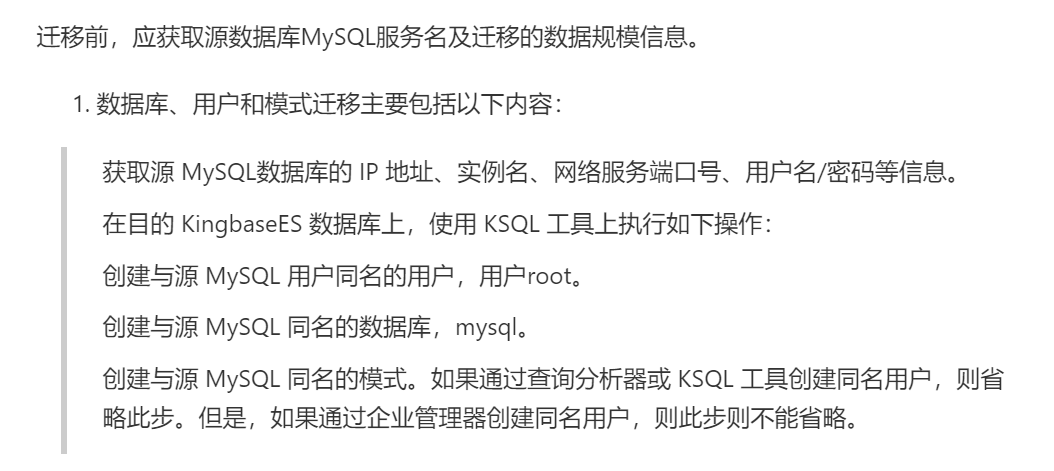 迁移前，应获取源数据库MySQL服务名及迁移的数据规模信息。
1. 数据库、用户和模式迁移主要包括以下内容：
获取源 MySQL数据库的 IP 地址、实例名、网络服务端口号、用户名/密码等信息。
在目的 KingbaseES 数据库上，使用 KSQL 工具上执行如下操作：
创建与源 MySQL 用户同名的用户，用户root。
创建与源 MySQL 同名的数据库，mysql。
创建与源 MySQL 同名的模式。如果通过查询分析器或 KSQL 工具创建同名用户，则省
略此步。但是，如果通过企业管理器创建同名用户，则此步则不能省略。